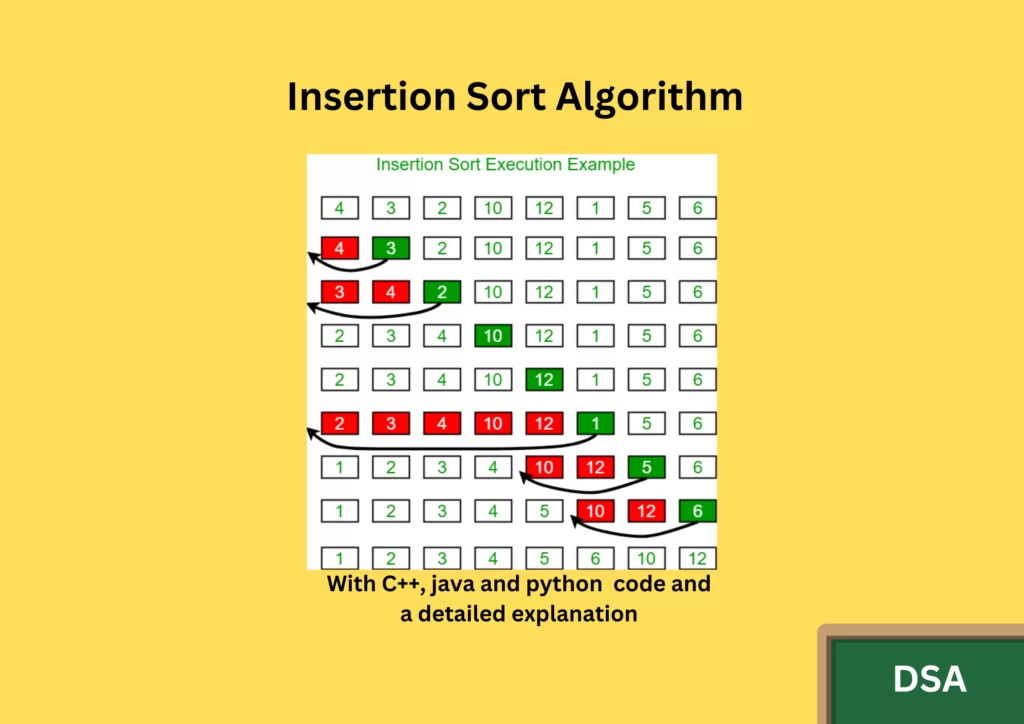 Insertion Sort Algorithm
Insertion Sort Execution Example
4 3 2 10 12 1 5 6
4 3 2 10 12 1 5 6
3 4 2 10 12 1 5 6
2 3 4 10 12 1 5 6
2 3 4 10 12 1 5 6
2 3 4 10 12 1 5 6
1 2 3 4 10 12 5 6
1 2 3 4 5 10 12 6
1 2 3 4 5 6 10 12
With C++, java and python code and
a detailed explanation
DSA